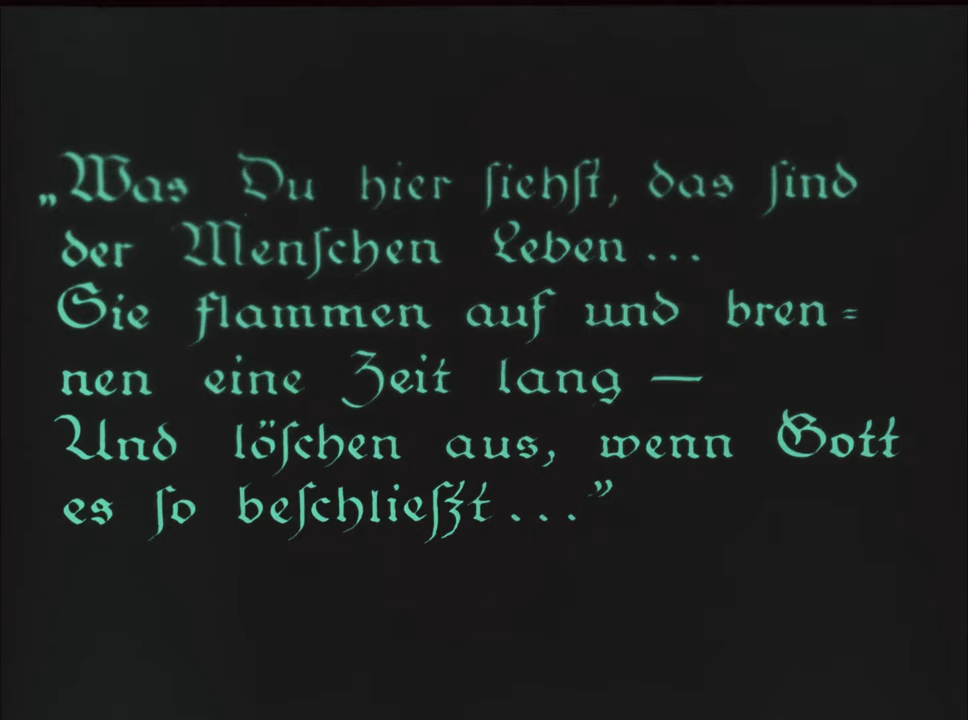 „Was Du hier ſiehſt, das ſind
der Menſchen Leben ...
Sie flammen auf und bren=
nen eine Zeit lang —
Und löſchen aus, wenn Gott
es ſo beſchließt ...”